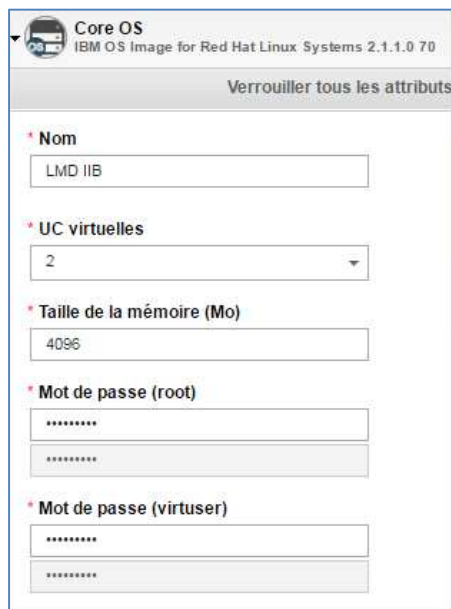 Core OS
IBM OS Image for Red Hat Linux Systems 2.1.1.0 70
Verrouiller tous les attributs
* Nom
LMD IIB
* UC virtuelles
2
* Taille de la mémoire (Mo)
4096
* Mot de passe (root)
•••••••••
•••••••••
* Mot de passe (virtuser)
•••••••••
•••••••••